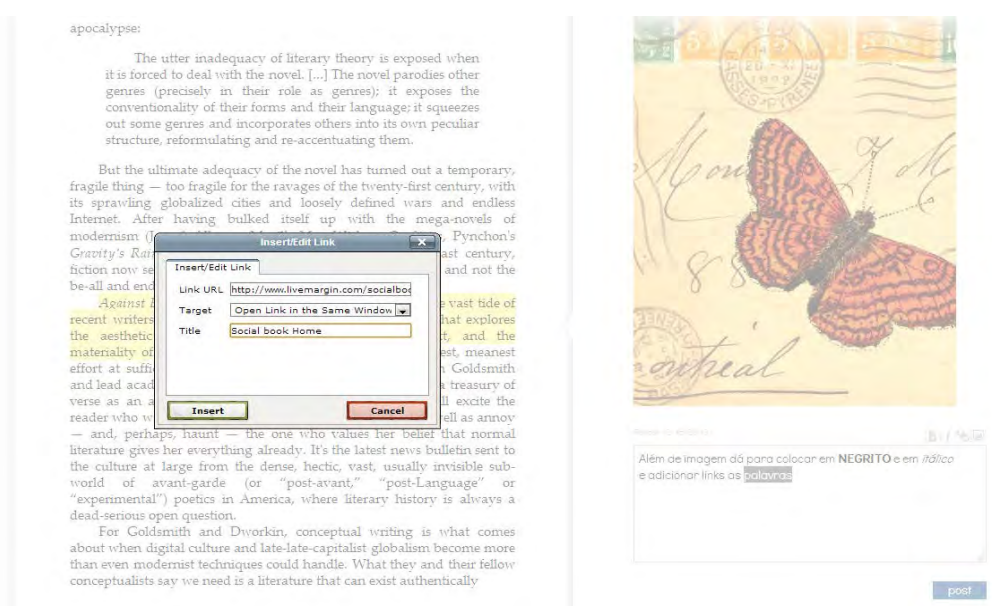 apocalypse:
The utter inadequacy of literary theory is exposed when
it is forced to deal with the novel. [...] The novel parodies other
genres (precisely in their role as genres); it exposes the
conventionality of their forms and their language; it squeezes
out some genres and incorporates others into its own peculiar
structure, reformulating and re-accentuating them.
But the ultimate adequacy of the novel has turned out a temporary,
fragile thing — too fragile for the ravages of the twenty-first century, with
its sprawling globalized cities and loosely defined wars and endless
Internet. After having bulked itself up with the mega-novels of
modernism Pynchon's
Gravity's ast century,
fiction now se and not the
be-all and end
Against e vast tide of
recent writers hat explores
the aesthetic and the
materiality of est, meanest
effort at suffi Goldsmith
and lead acad a treasury of
verse as an a ll excite the
reader who w ell as annoy
— and, perhaps, haunt — the one who values her belief that normal
literature gives her everything already. It's the latest news bulletin sent to
the culture at large from the dense, hectic, vast, usually invisible sub-
world of avant-garde (or "post-avant," "post-Language" or
"experimental") poetics in America, where literary history is always a
dead-serious open question.
For Goldsmith and Dworkin, conceptual writing is what comes
about when digital culture and late-late-capitalist globalism become more
than even modernist techniques could handle. What they and their fellow
conceptualists say we need is a literature that can exist authentically
Insert/Edit Link X
Insert/Edit Link
Link URL http://www.livemargin.com/socialboo
Target Open Link in the Same Window
Title Social book Home
Insert Cancel
1909
Montreal
Além de imagem dá para colocar em NEGRITO e em itálico
e adicionar links as palavras
post